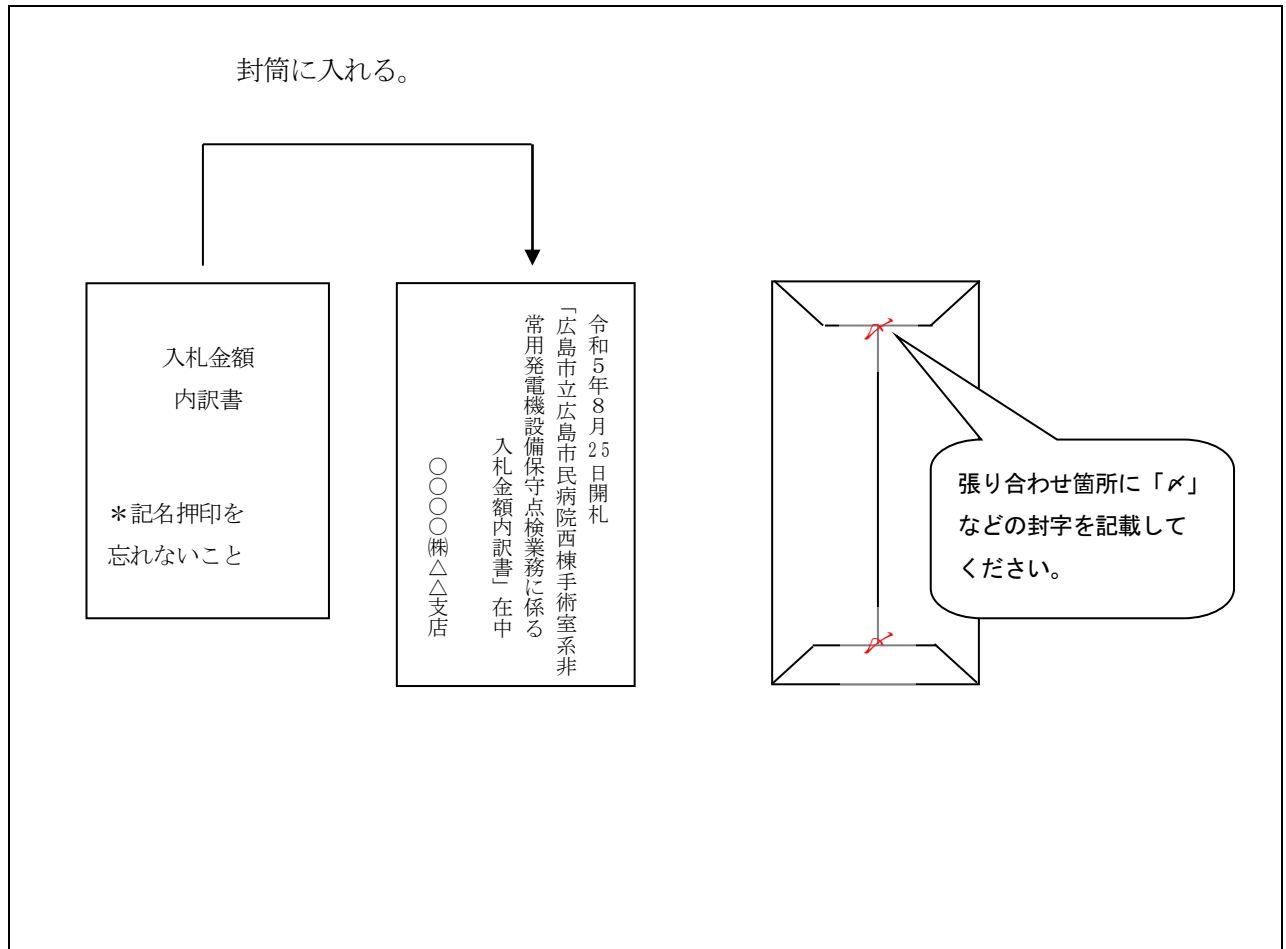 封筒に入れる。
入札金額
内訳書
＊記名押印を
忘れないこと
令和５年８月25日開札
「広島市立広島市民病院西棟手術室系非
常用発電機設備保守点検業務に係る
入札金額内訳書」在中
○○○○㈱△△支店
〆
張り合わせ箇所に「〆」
などの封字を記載して
ください。
〆